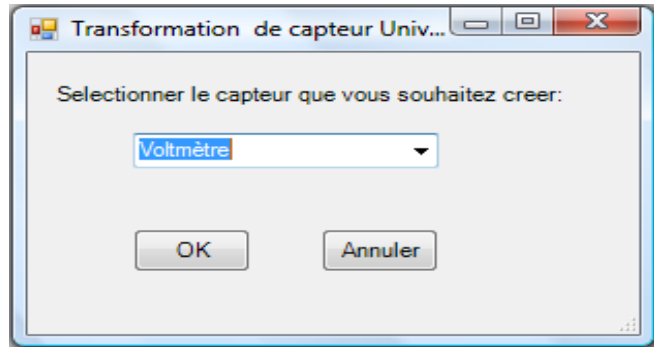 Transformation de capteur Univ...
Selectionner le capteur que vous souhaitez creer:
Voltmètre
OK Annuler